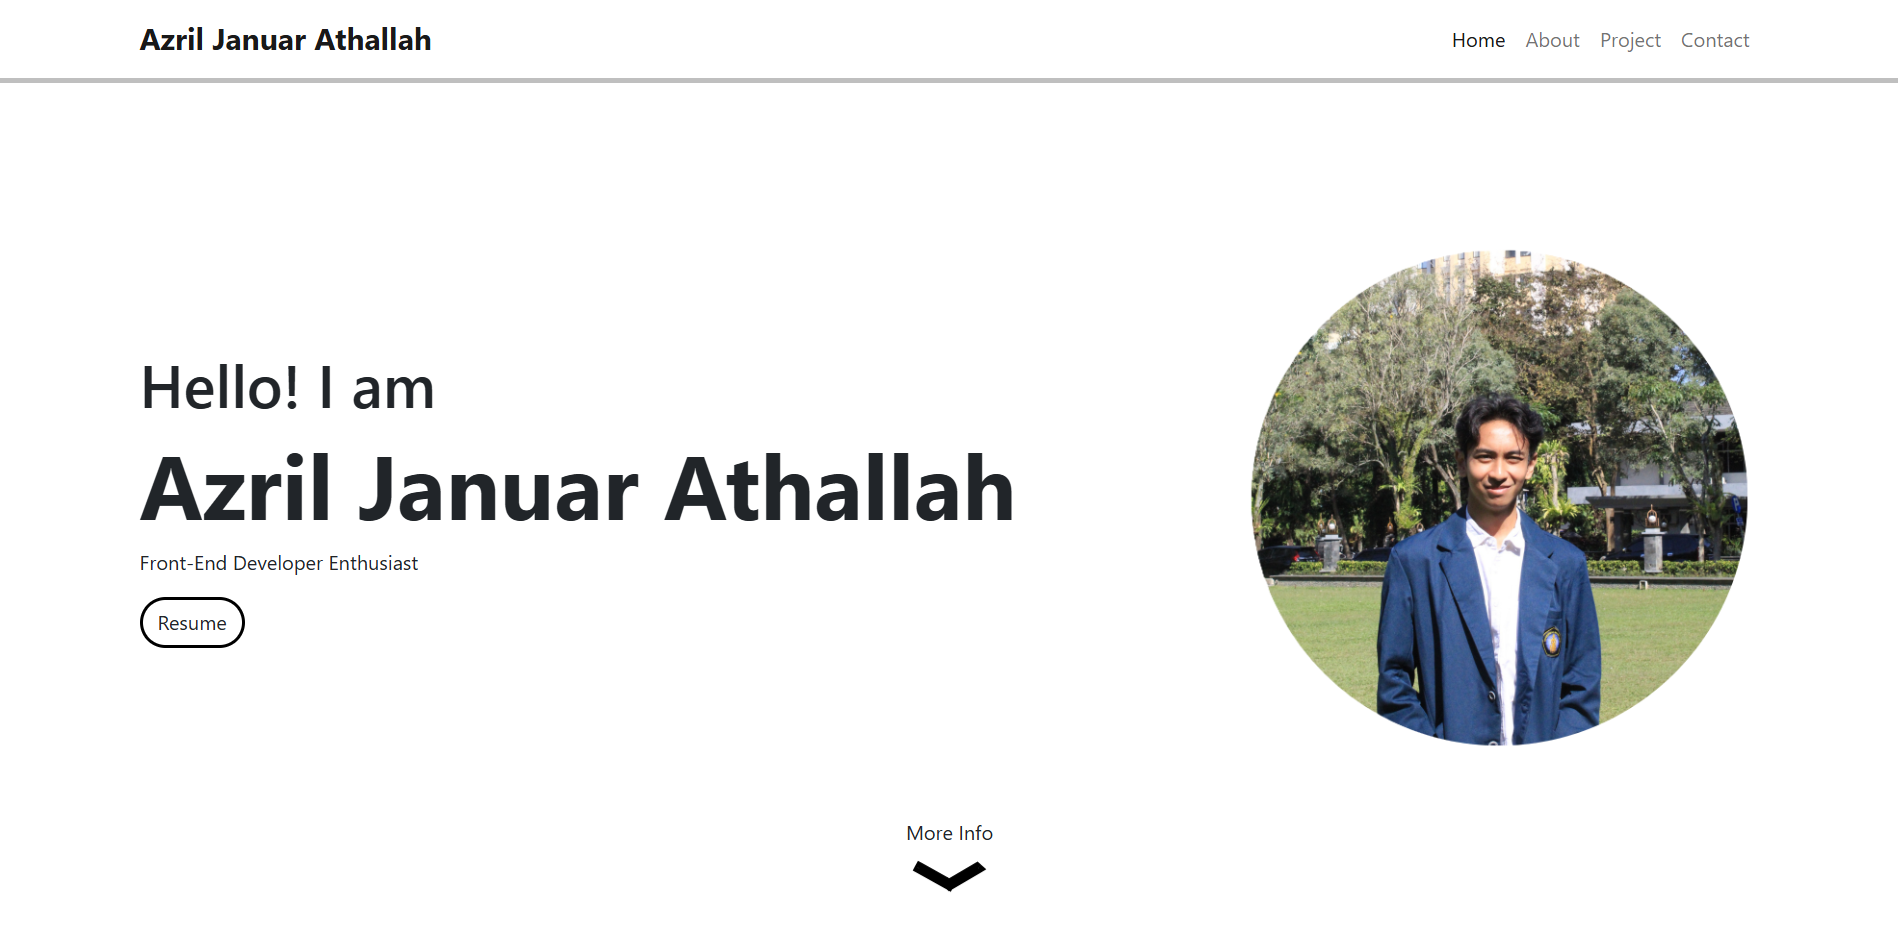 Azril Januar Athallah
Home About Project Contact
Hello! I am
Azril Januar Athallah
Front-End Developer Enthusiast
Resume
More Info